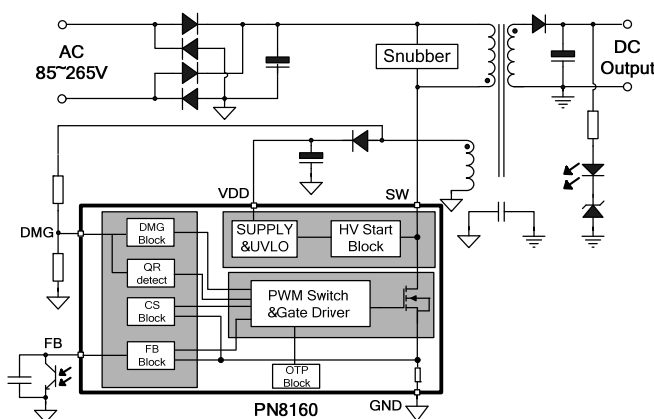 AC
85~265V
Snubber
DC
Output
VDD
SW
DMG
DMG
Block
QR
detect
CS
Block
FB
Block
SUPPLY
&UVLO
HV Start
Block
PWM Switch
&Gate Driver
OTP
Block
FB
GND
PN8160